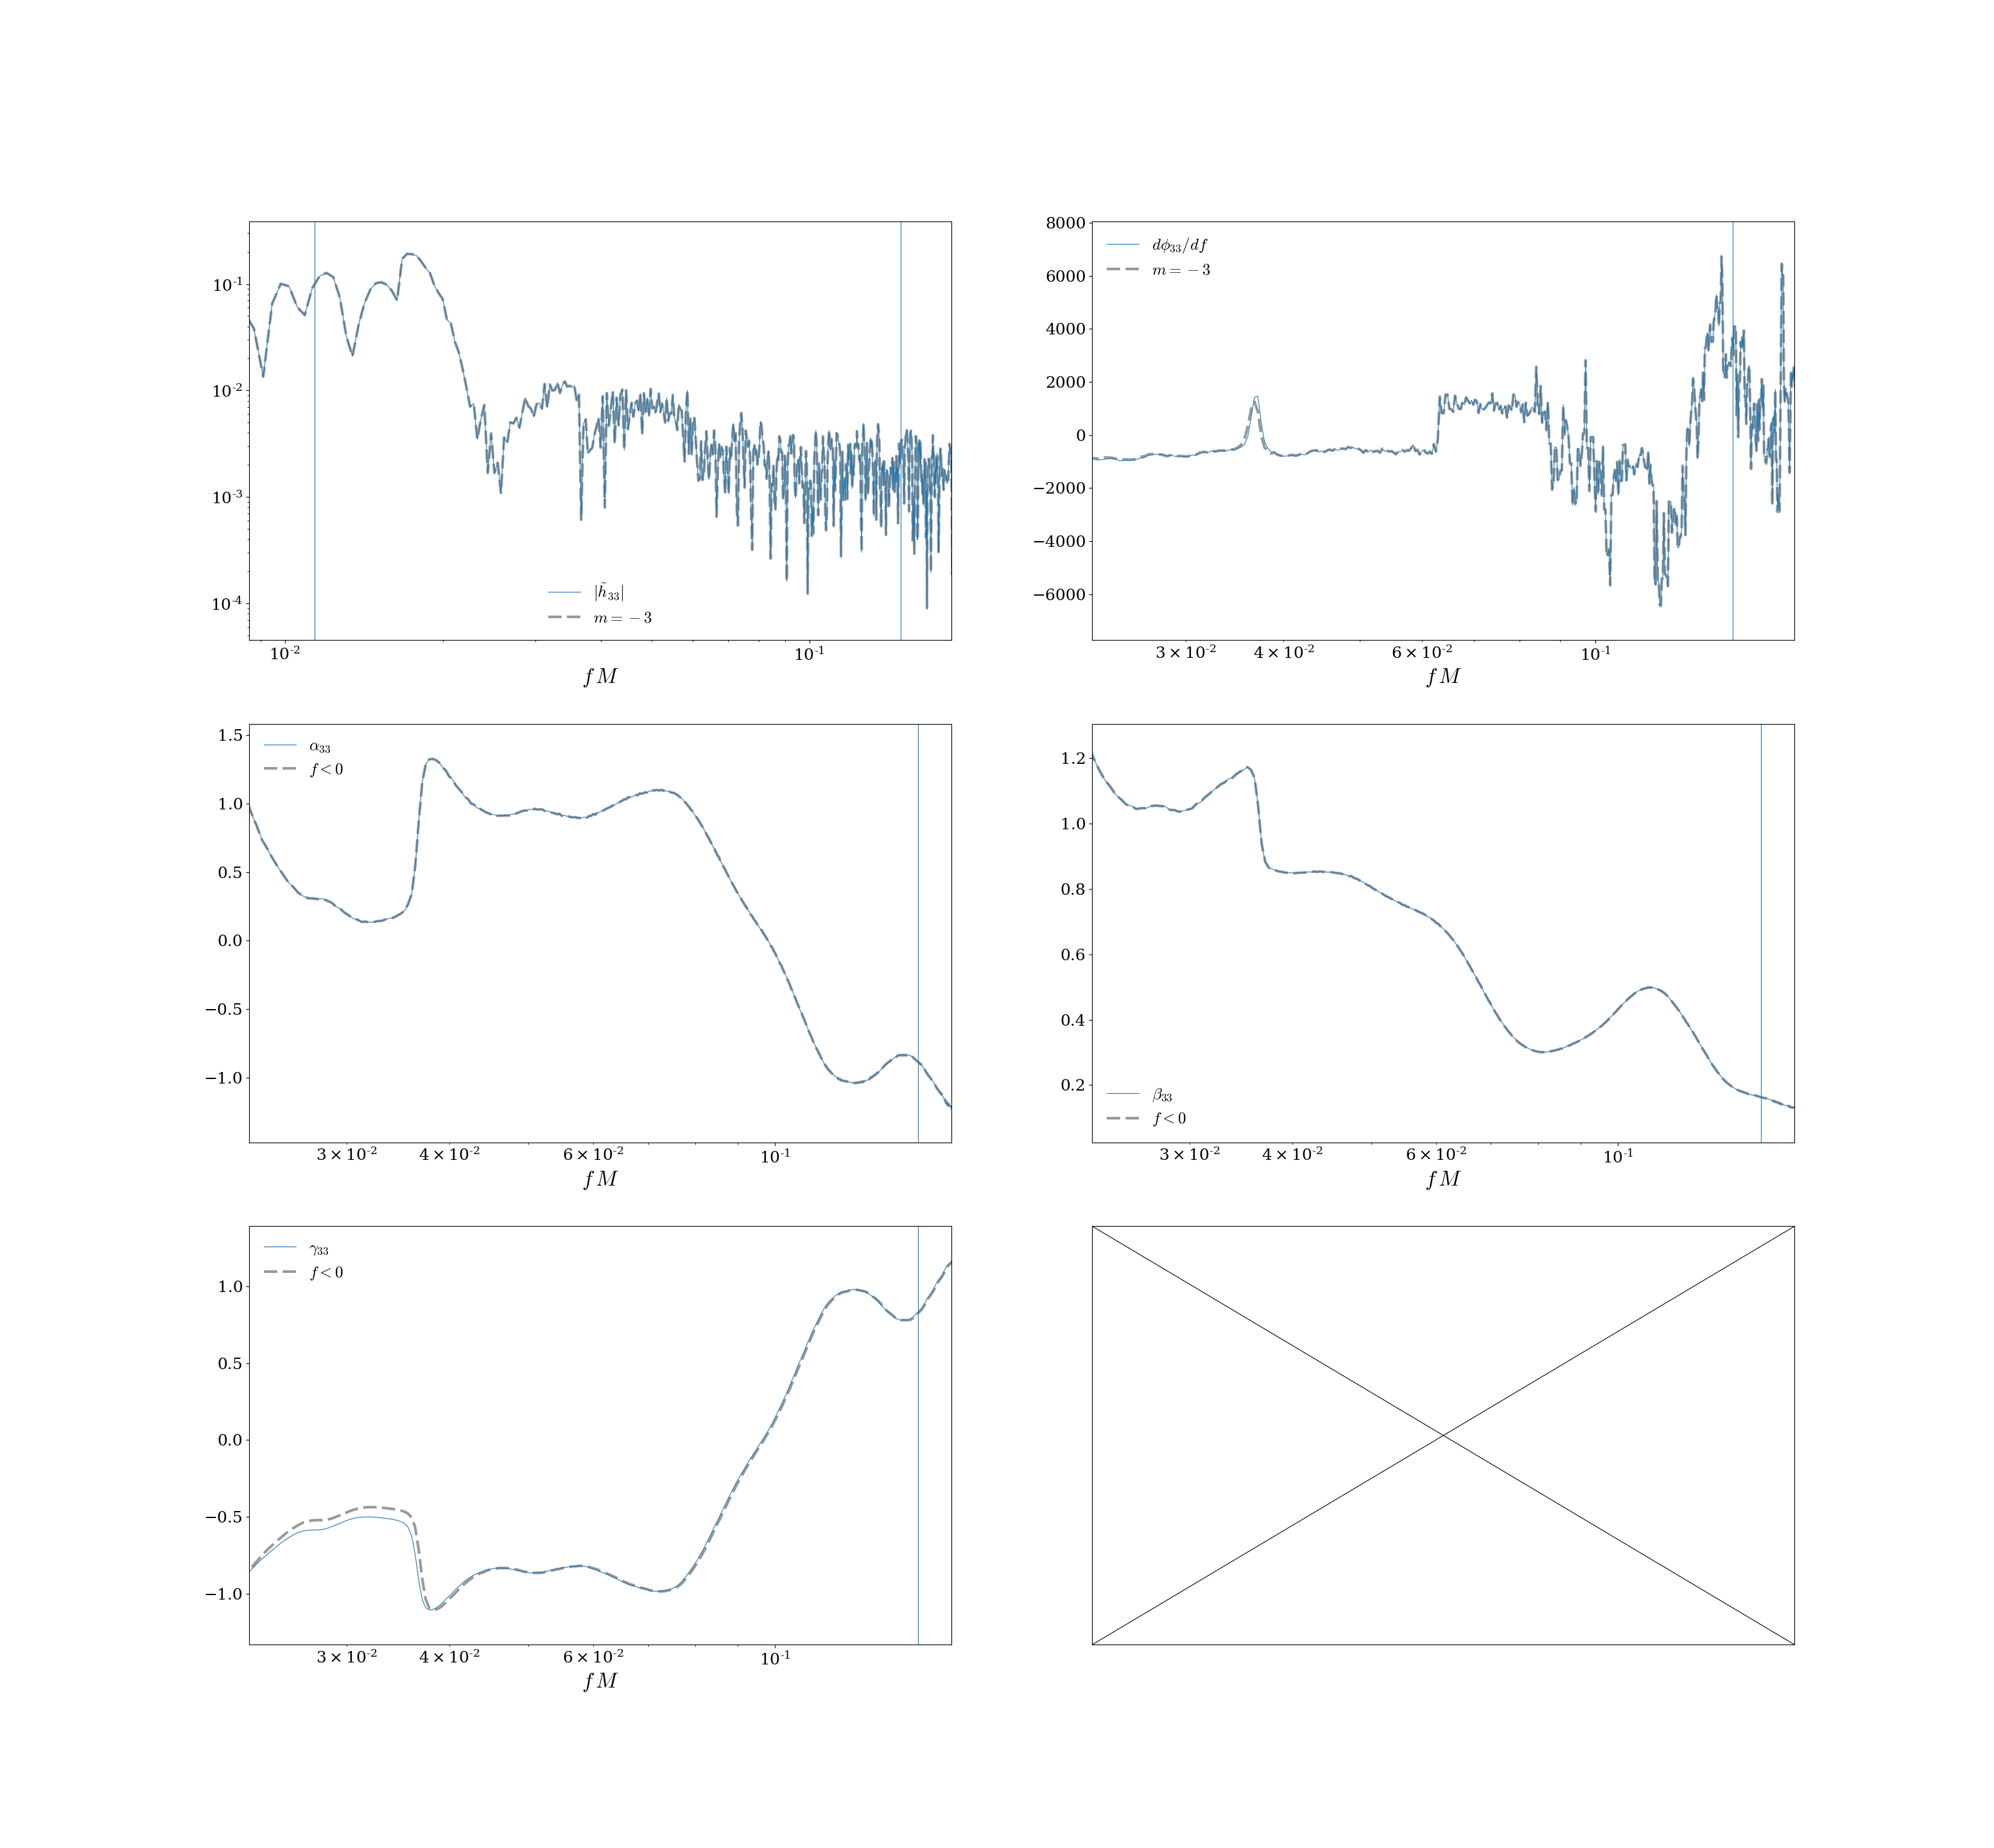 10⁻¹
10⁻²
10⁻³
10⁻⁴
|h̃₃₃|
m = −3
10⁻² 10⁻¹
f M
8000
6000
4000
2000
0
−2000
−4000
−6000
dϕ₃₃/df
m = −3
3 × 10⁻² 4 × 10⁻² 6 × 10⁻² 10⁻¹
f M
1.5
1.0
0.5
0.0
−0.5
−1.0
α₃₃
f < 0
3 × 10⁻² 4 × 10⁻² 6 × 10⁻² 10⁻¹
f M
1.2
1.0
0.8
0.6
0.4
0.2
β₃₃
f < 0
3 × 10⁻² 4 × 10⁻² 6 × 10⁻² 10⁻¹
f M
1.0
0.5
0.0
−0.5
−1.0
γ₃₃
f < 0
3 × 10⁻² 4 × 10⁻² 6 × 10⁻² 10⁻¹
f M